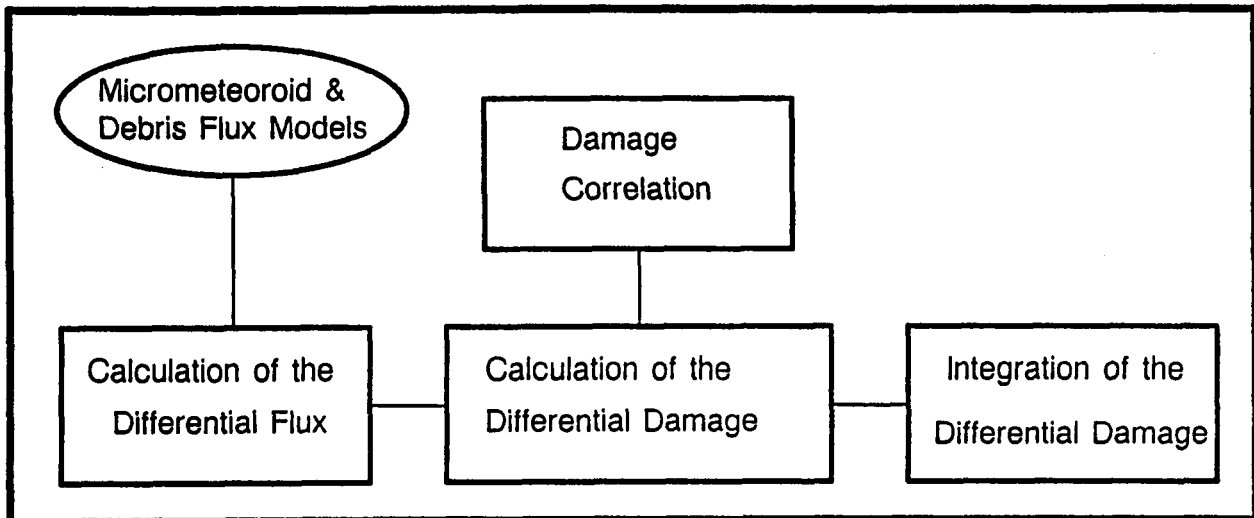 Micrometeoroid &
Debris Flux Models
Damage
Correlation
Calculation of the
Differential Flux
Calculation of the
Differential Damage
Integration of the
Differential Damage